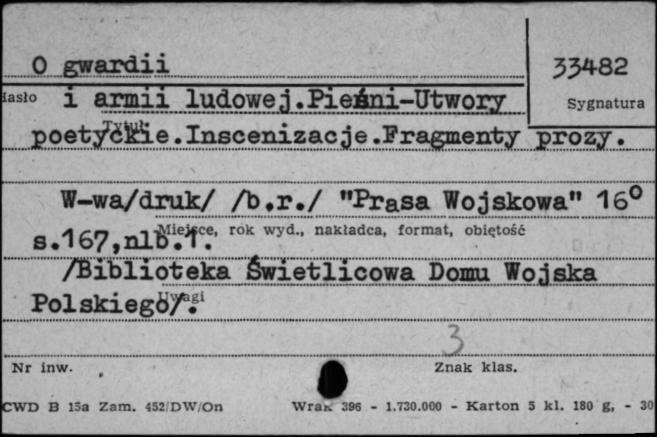 O gwardii
33482
Hasło
i armii ludowej.Pieśni-Utwory
Sygnatura
Tytuł
poetyckie.Inscenizacje.Fragmenty prozy.
W-wa/druk/ /b.r./ "Prasa Wojskowa" 16°
Miejsce, rok wyd., nakładca, format, obiętość
s.167,nlb.1.
/Biblioteka Świetlicowa Domu Wojska
Uwagi
Polskiego/.
3
Nr inw.
Znak klas.
CWD B 15a Zam. 452/DW/On
Wrak 396 - 1.730.000 - Karton 5 kl. 180 g, - 30